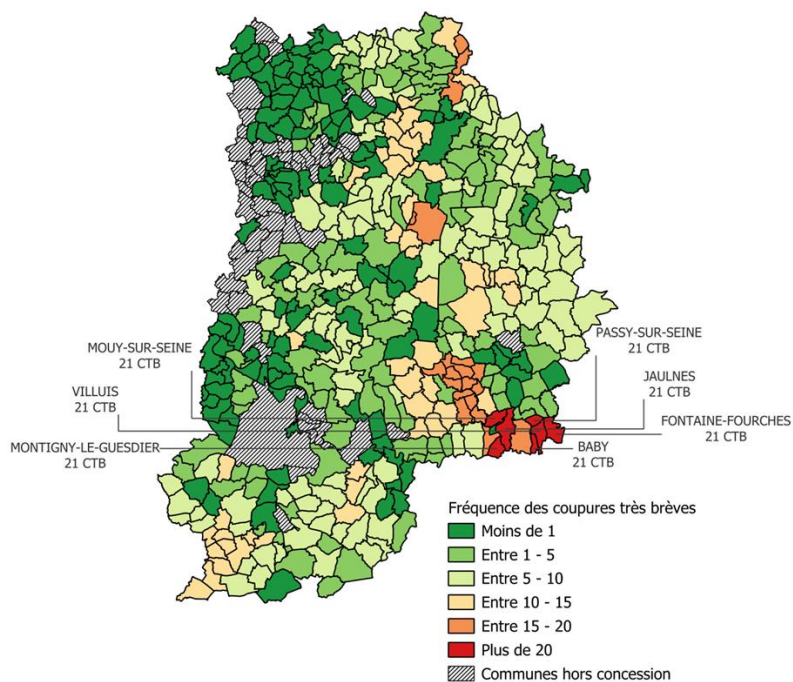 MOUY-SUR-SEINE
21 CTB
VILLUIS
21 CTB
MONTIGNY-LE-GUESDIER
21 CTB
PASSY-SUR-SEINE
21 CTB
JAULNES
21 CTB
FONTAINE-FOURCHES
21 CTB
BABY
21 CTB
Fréquence des coupures très brèves
Moins de 1
Entre 1 - 5
Entre 5 - 10
Entre 10 - 15
Entre 15 - 20
Plus de 20
Communes hors concession